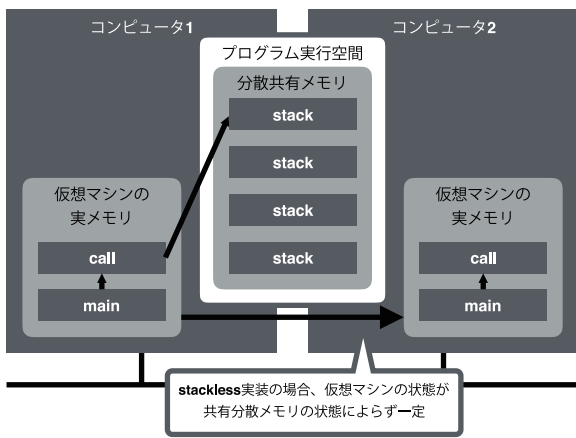 コンピュータ1
コンピュータ2
プログラム実行空間
分散共有メモリ
stack
stack
stack
stack
仮想マシンの
実メモリ
call
main
仮想マシンの
実メモリ
call
main
stackless実装の場合、仮想マシンの状態が
共有分散メモリの状態によらず一定